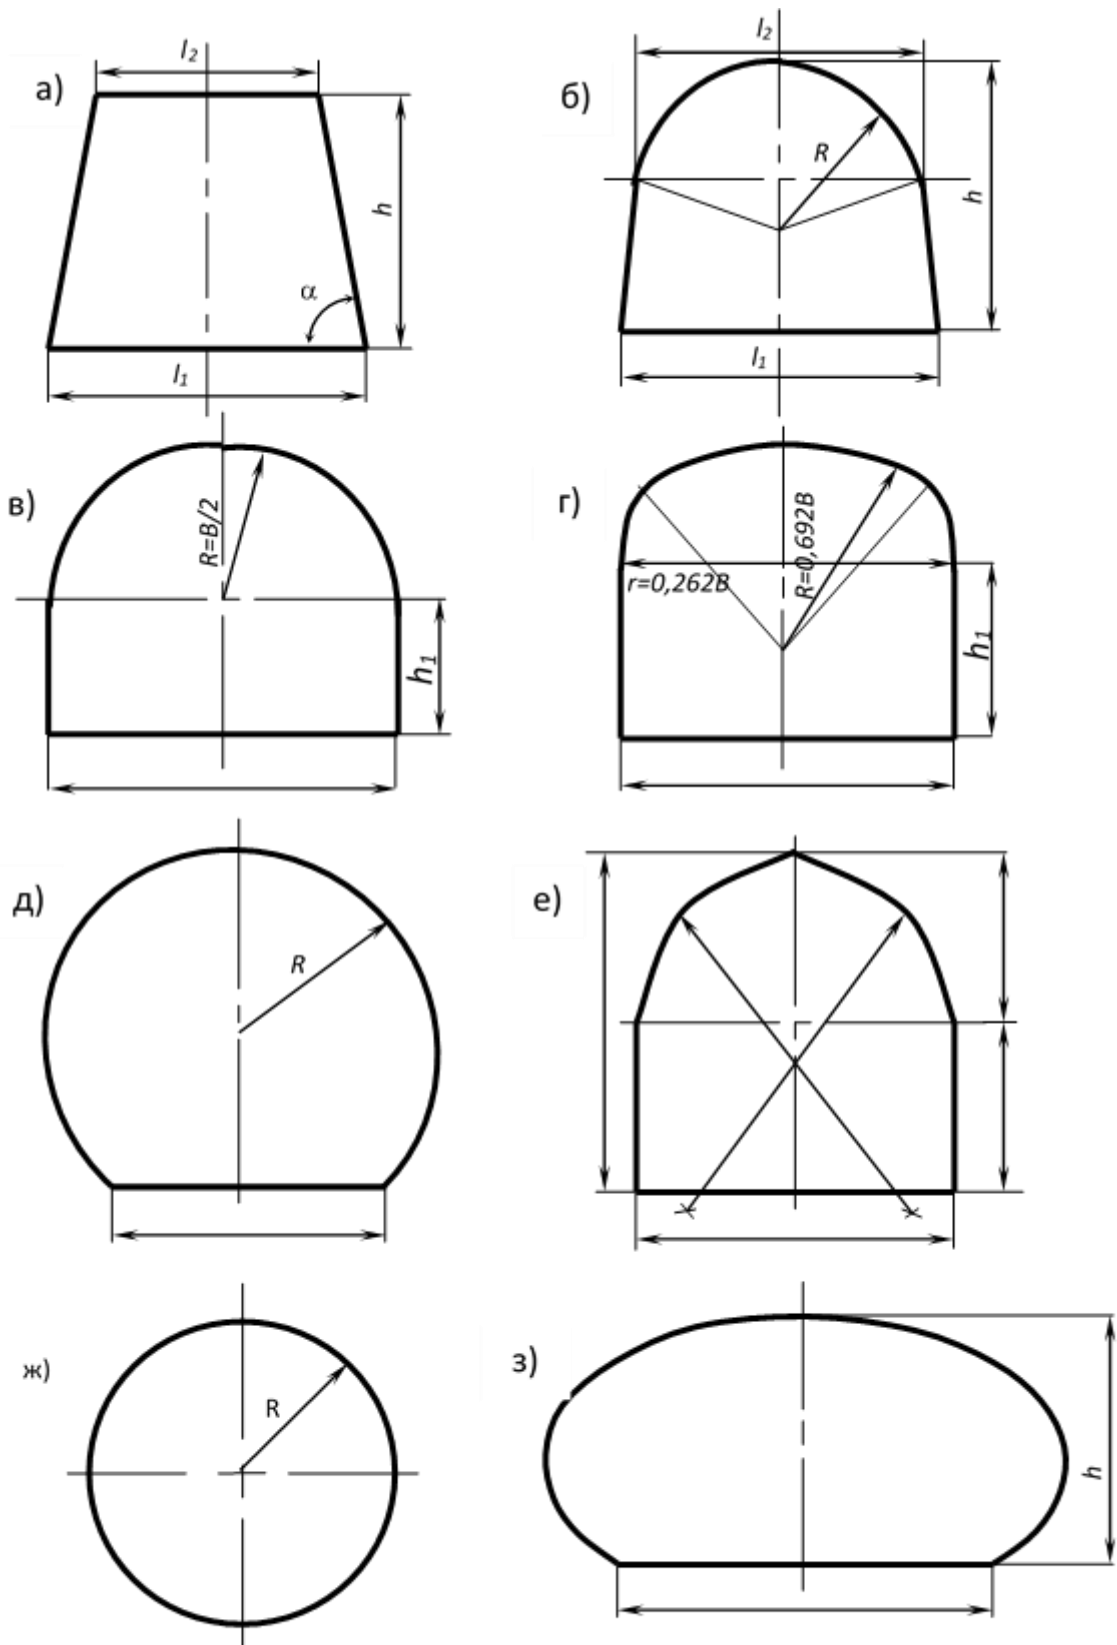 а)
l₂
h
α
l₁
б)
l₂
R
h
l₁
в)
R=B/2
h₁
г)
r=0,262B
R=0,692B
h₁
д)
R
е)
ж)
R
з)
h